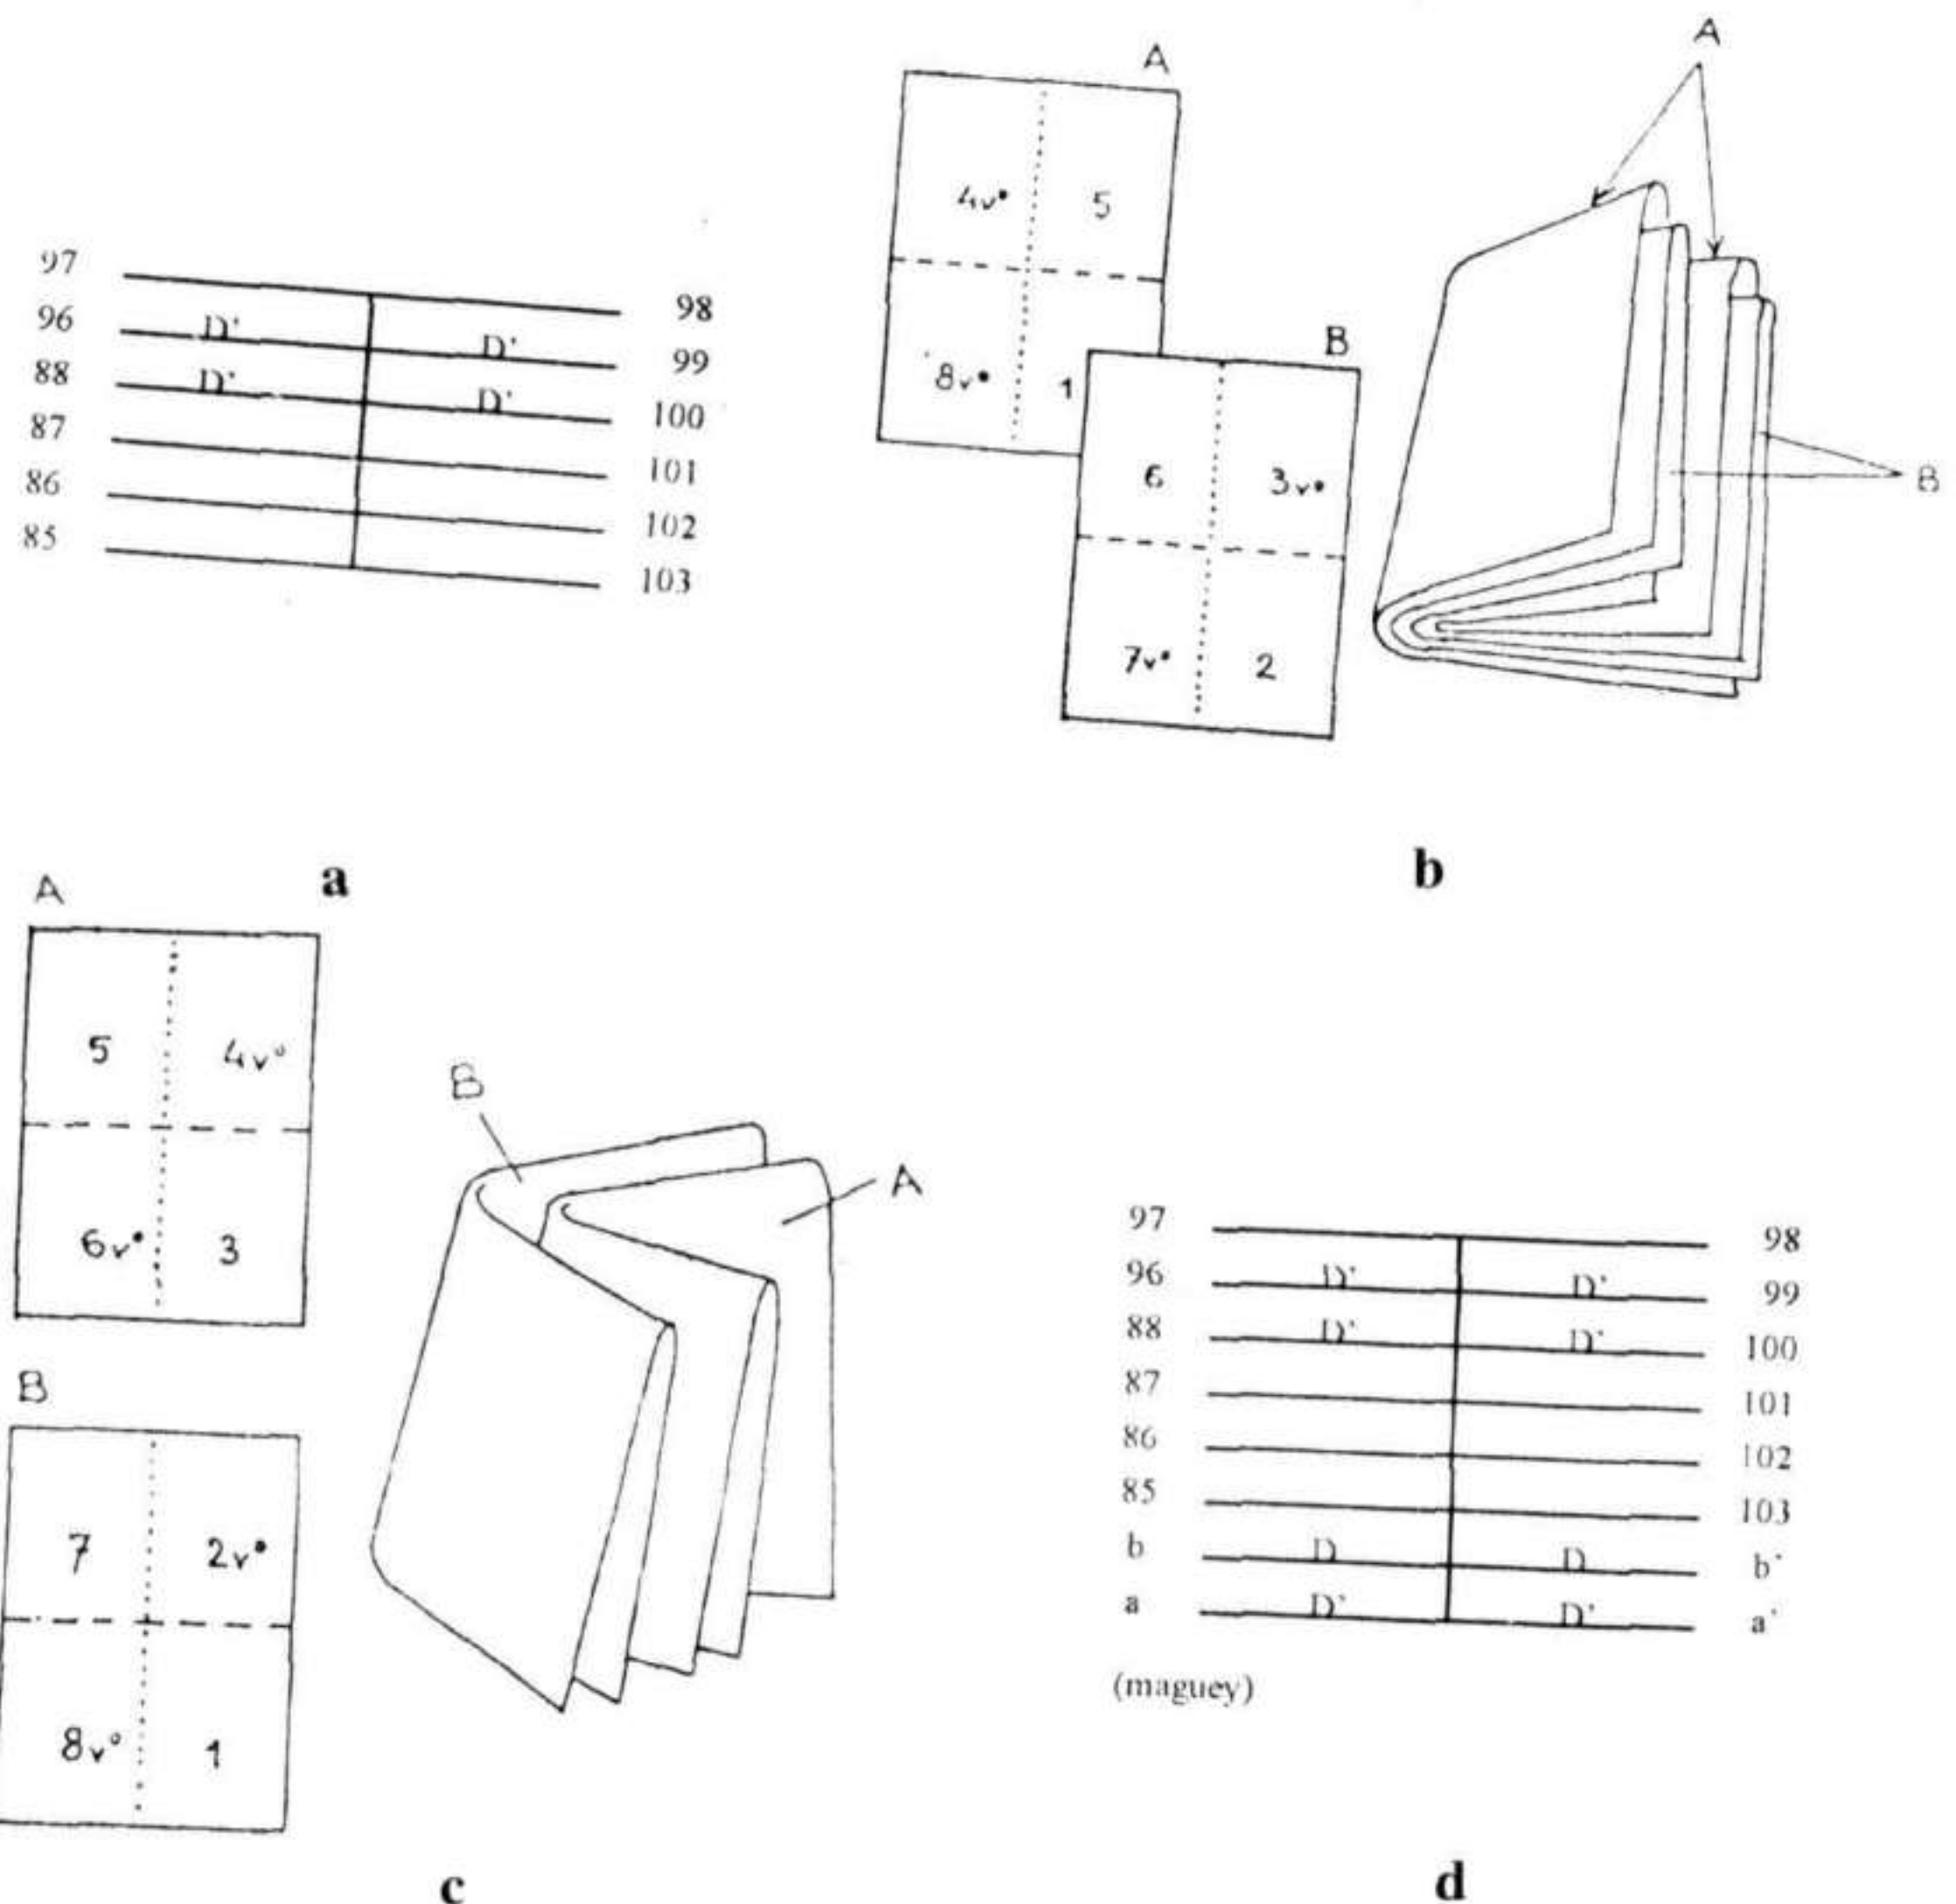 97 98
96 D' D' 99
88 D' D' 100
87 101
86 102
85 103
a
A
4v° 5
8v° 1
B
6 3v°
7v° 2
A
B
b
A
5 4v°
6v° 3
B
7 2v°
8v° 1
B
A
c
97 98
96 D' D' 99
88 D' D' 100
87 101
86 102
85 103
b D D b'
a D' D' a'
(maguey)
d